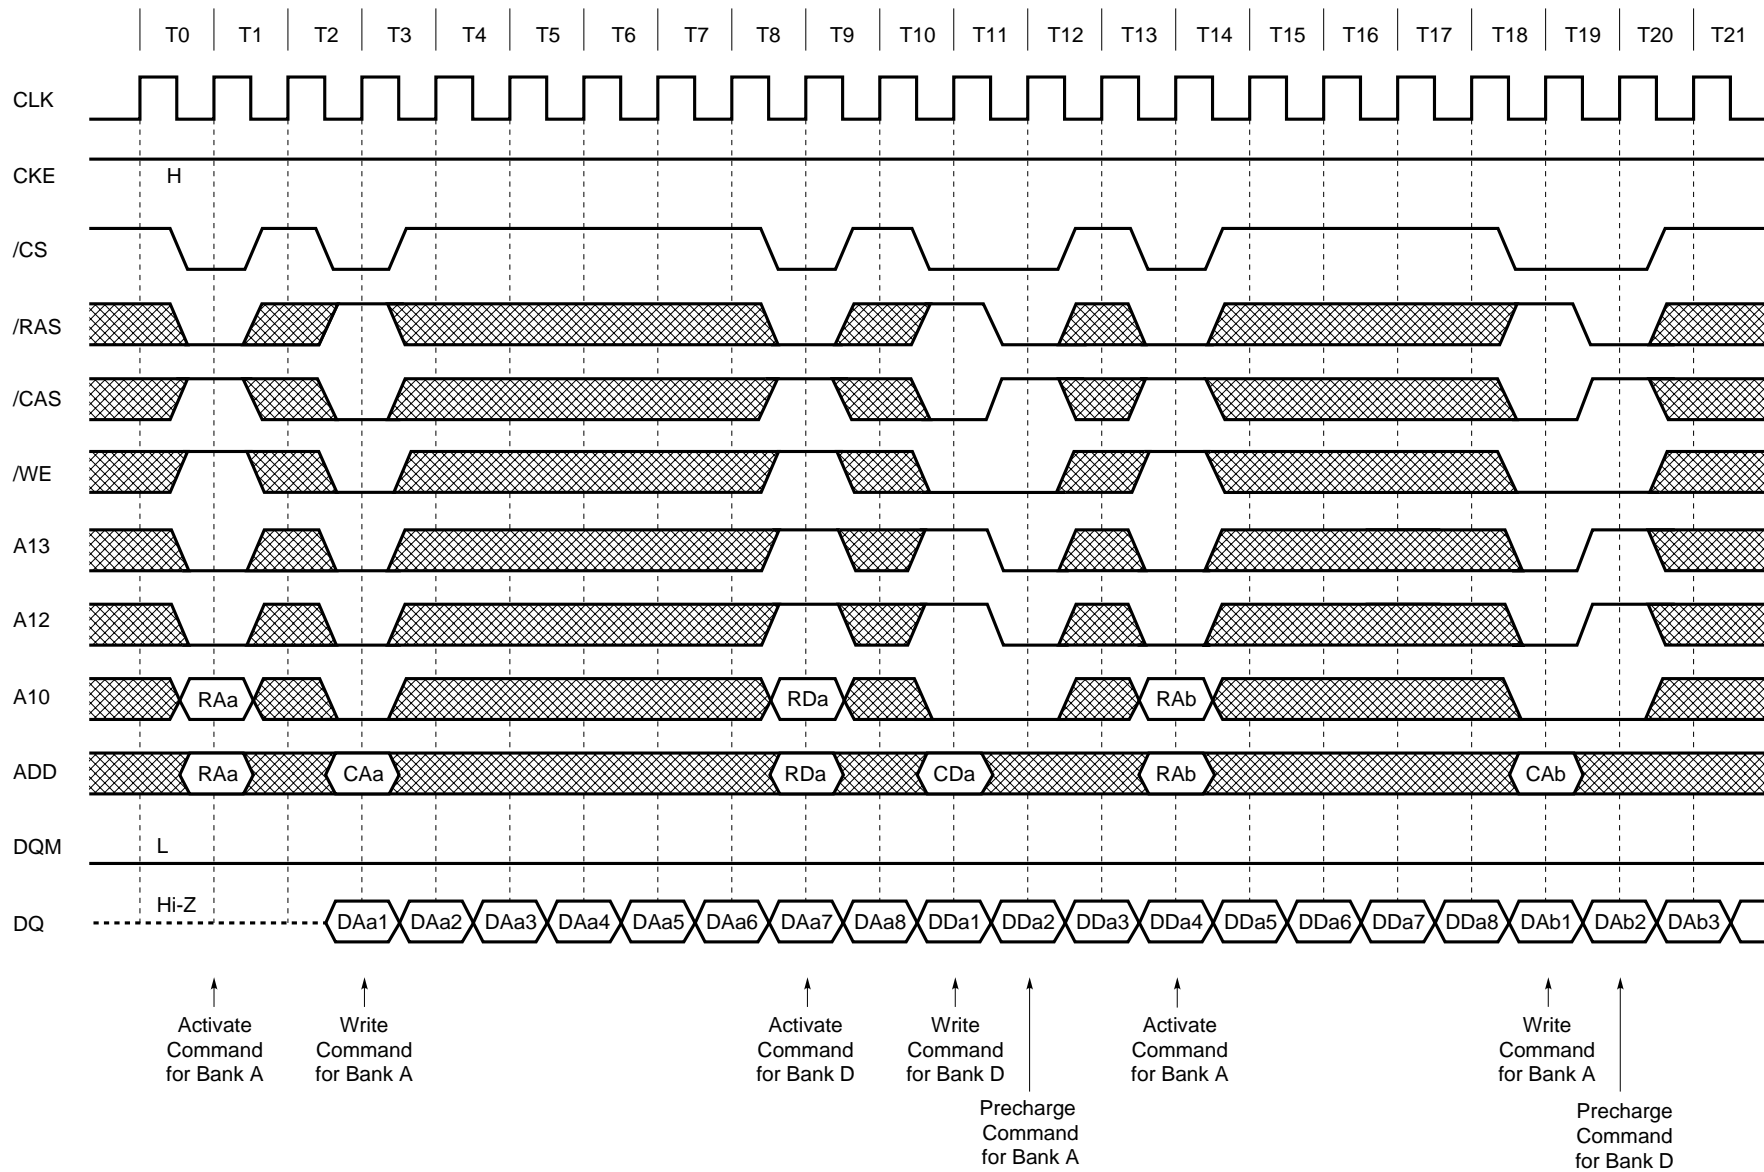 T0 T1 T2 T3 T4 T5 T6 T7 T8 T9 T10 T11 T12 T13 T14 T15 T16 T17 T18 T19 T20 T21
CLK
CKE H
/CS
/RAS
/CAS
/WE
A13
A12
A10 RAa RDa RAb
ADD RAa CAa RDa CDa RAb CAb
DQM L
Hi-Z
DQ DAa1 DAa2 DAa3 DAa4 DAa5 DAa6 DAa7 DAa8 DDa1 DDa2 DDa3 DDa4 DDa5 DDa6 DDa7 DDa8 DAb1 DAb2 DAb3
Activate
Command
for Bank A
Write
Command
for Bank A
Activate
Command
for Bank D
Write
Command
for Bank D
Precharge
Command
for Bank A
Activate
Command
for Bank A
Write
Command
for Bank A
Precharge
Command
for Bank D